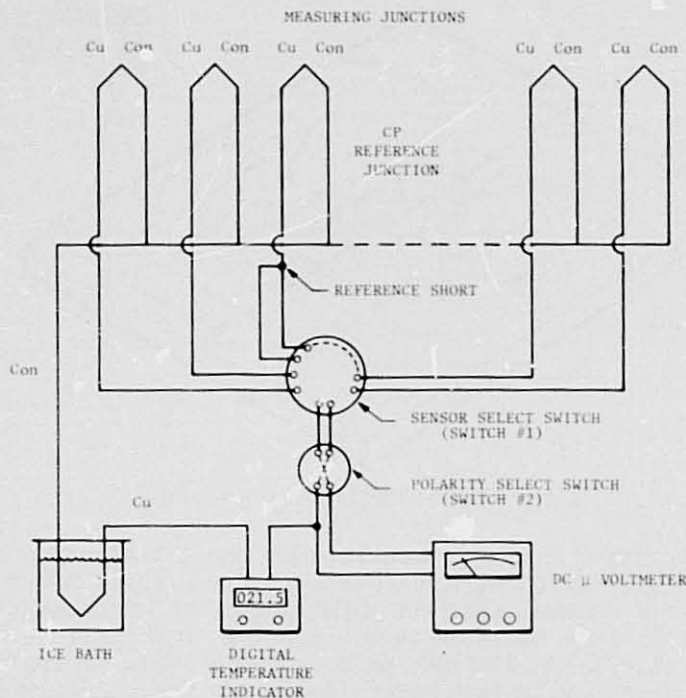 MEASURING JUNCTIONS
Cu Con Cu Con Cu Con Cu Con Cu Con
CP
REFERENCE
JUNCTION
REFERENCE SHORT
Con
SENSOR SELECT SWITCH
(SWITCH #1)
POLARITY SELECT SWITCH
(SWITCH #2)
Cu
021.5
DC μ VOLTMETER
ICE BATH
DIGITAL
TEMPERATURE
INDICATOR